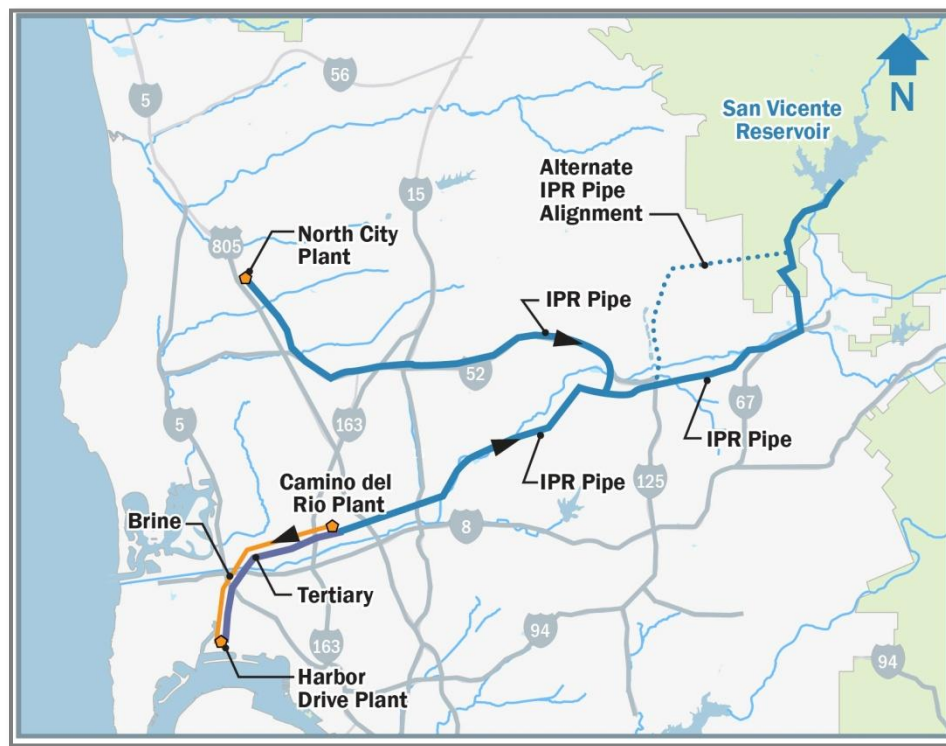 5
56
15
805
N
San Vicente
Reservoir
Alternate
IPR Pipe
Alignment
North City
Plant
IPR Pipe
52
5
163
67
IPR Pipe
IPR Pipe
125
Camino del
Rio Plant
Brine
8
Tertiary
163
94
94
Harbor
Drive Plant